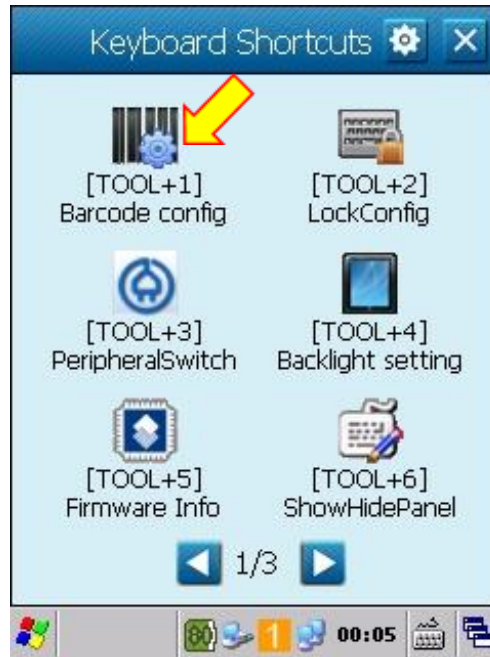 Keyboard Shortcuts
[TOOL+1]
Barcode config
[TOOL+2]
LockConfig
[TOOL+3]
PeripheralSwitch
[TOOL+4]
Backlight setting
[TOOL+5]
Firmware Info
[TOOL+6]
ShowHidePanel
1/3
80 1 00:05